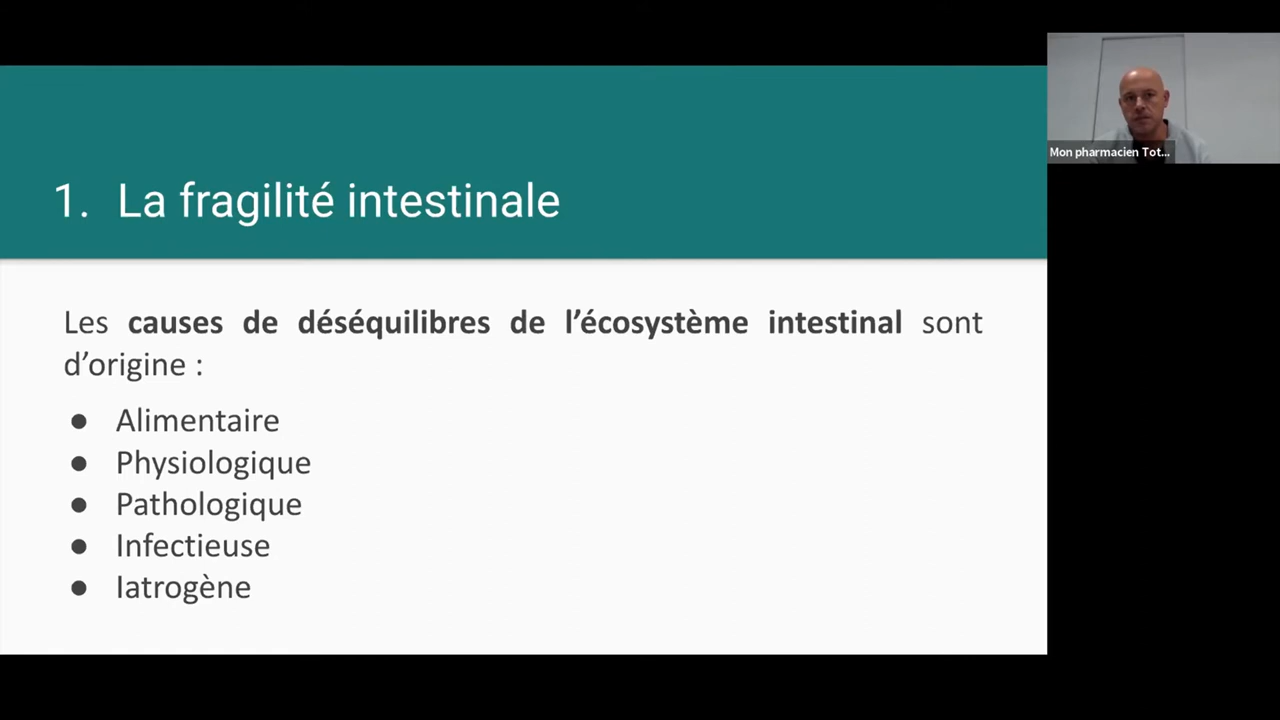 1. La fragilité intestinale
Les causes de déséquilibres de l’écosystème intestinal sont
d’origine :
● Alimentaire
● Physiologique
● Pathologique
● Infectieuse
● Iatrogène
Mon pharmacien Tot...